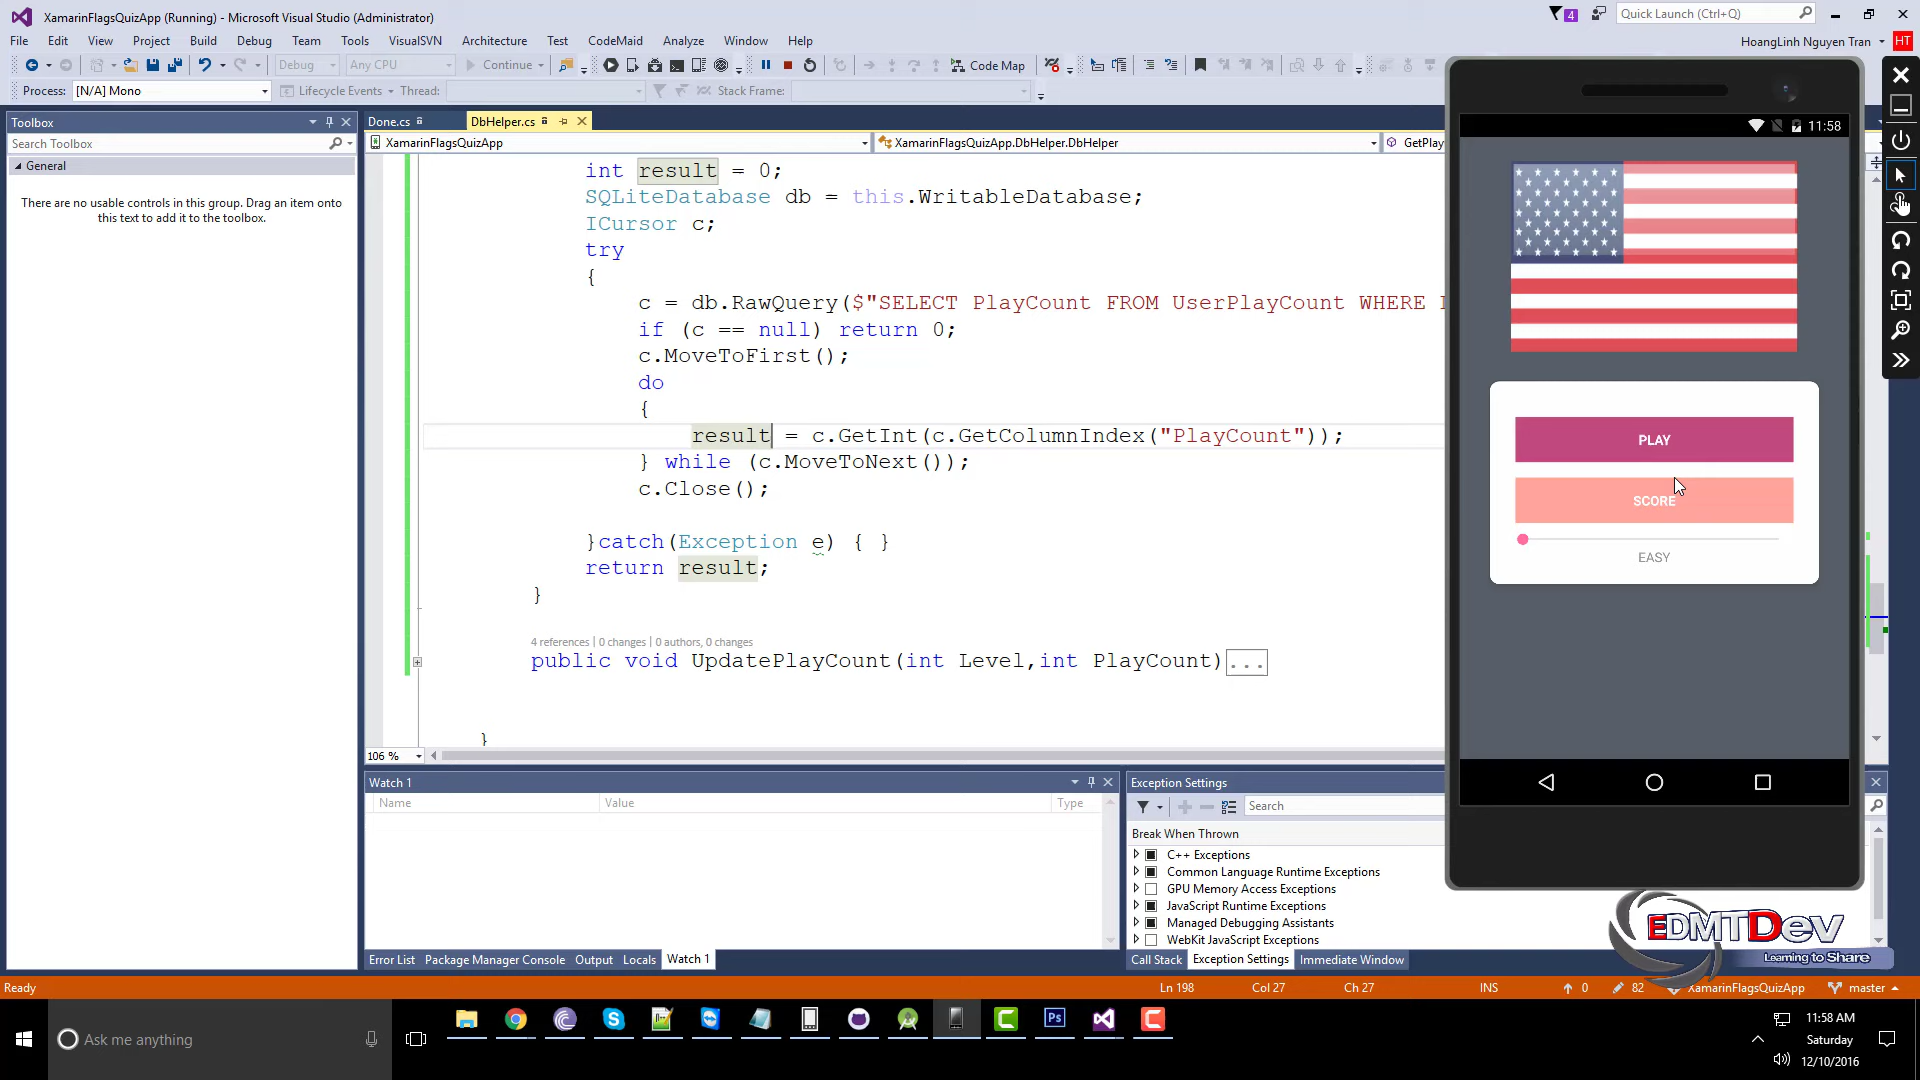 XamarinFlagsQuizApp (Running) - Microsoft Visual Studio (Administrator)
4
Quick Launch (Ctrl+Q)
File Edit View Project Build Debug Team Tools VisualSVN Architecture Test CodeMaid Analyze Window Help
HoangLinh Nguyen Tran
HT
Debug
Any CPU
Continue
Code Map
Process: [N/A] Mono
Lifecycle Events
Thread:
Stack Frame:
Toolbox
Search Toolbox
General
There are no usable controls in this group. Drag an item onto
this text to add it to the toolbox.
Done.cs
DbHelper.cs
XamarinFlagsQuizApp
XamarinFlagsQuizApp.DbHelper.DbHelper
GetPlay
int result = 0;
SQLiteDatabase db = this.WritableDatabase;
ICursor c;
try
{
c = db.RawQuery($"SELECT PlayCount FROM UserPlayCount WHERE
if (c == null) return 0;
c.MoveToFirst();
do
{
result = c.GetInt(c.GetColumnIndex("PlayCount"));
} while (c.MoveToNext());
c.Close();
}catch(Exception e) { }
return result;
}
4 references | 0 changes | 0 authors, 0 changes
public void UpdatePlayCount(int Level,int PlayCount)...
}
106 %
Watch 1
Name Value Type
Error List Package Manager Console Output Locals Watch 1
Exception Settings
Search
Break When Thrown
C++ Exceptions
Common Language Runtime Exceptions
GPU Memory Access Exceptions
JavaScript Runtime Exceptions
Managed Debugging Assistants
WebKit JavaScript Exceptions
Call Stack Exception Settings Immediate Window
11:58
PLAY
SCORE
EASY
EDMTDev
Learning to Share
Ready
Ln 198 Col 27 Ch 27 INS 0 82 XamarinFlagsQuizApp master
Ask me anything
Ps
11:58 AM
Saturday
12/10/2016